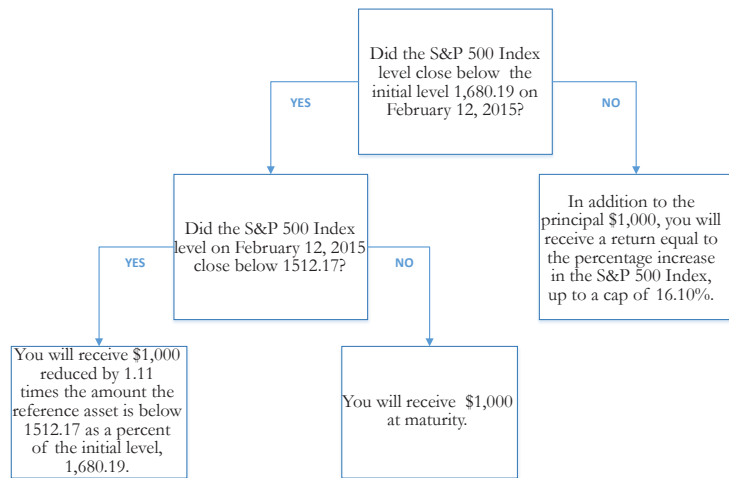 Did the S&P 500 Index
level close below the
initial level 1,680.19 on
February 12, 2015?
YES
NO
Did the S&P 500 Index
level on February 12, 2015
close below 1512.17?
In addition to the
principal $1,000, you will
receive a return equal to
the percentage increase
in the S&P 500 Index,
up to a cap of 16.10%.
YES
NO
You will receive $1,000
reduced by 1.11
times the amount the
reference asset is below
1512.17 as a percent
of the initial level,
1,680.19.
You will receive $1,000
at maturity.